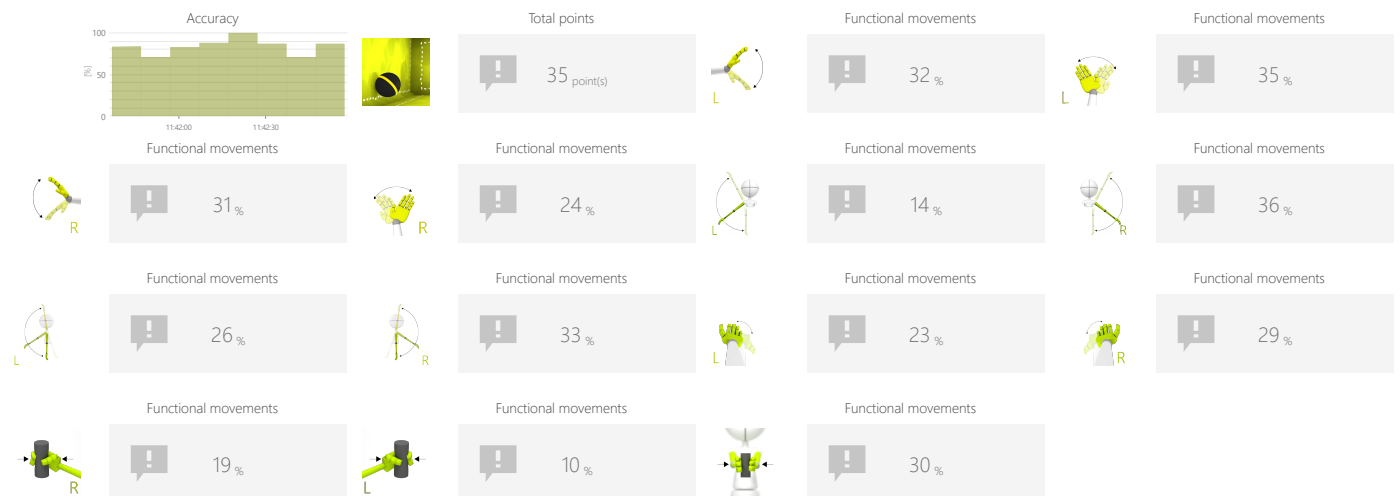 Accuracy
100
[%]
50
0
11:42:00 11:42:30
Total points
35 point(s)
Functional movements
L
32 %
Functional movements
L
35 %
Functional movements
R
31 %
Functional movements
R
24 %
Functional movements
L
14 %
Functional movements
R
36 %
Functional movements
L
26 %
Functional movements
R
33 %
Functional movements
L
23 %
Functional movements
R
29 %
Functional movements
R
19 %
Functional movements
L
10 %
Functional movements
30 %